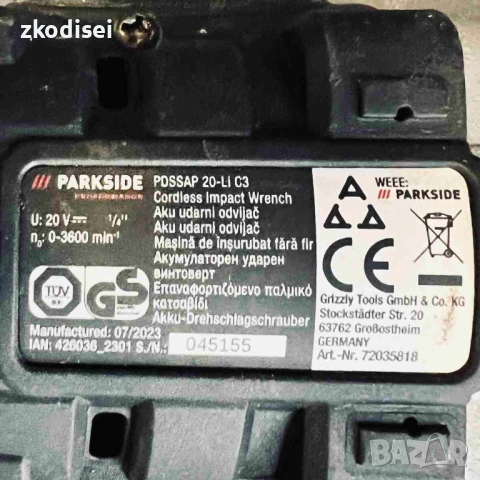 zkodisei
PARKSIDE
PERFORMANCE
U: 20 V 1/4"
n₀: 0-3600 min⁻¹
TÜV
GS
PDSSAP 20-Li C3
Cordless Impact Wrench
Aku udarni odvijač
Aku udarni odvijač
Mașină de înșurubat fără fir
Акумулаторен ударен
винтоверт
Επαναφορτιζόμενο παλμικό
κατσαβίδι
Akku-Drehschlagschrauber
Manufactured: 07/2023
IAN: 426036_2301 S./N.: 045155
WEEE:
PARKSIDE
CE
Grizzly Tools GmbH & Co. KG
Stockstädter Str. 20
63762 Großostheim
GERMANY
Art.-Nr. 72035818
BAZAR